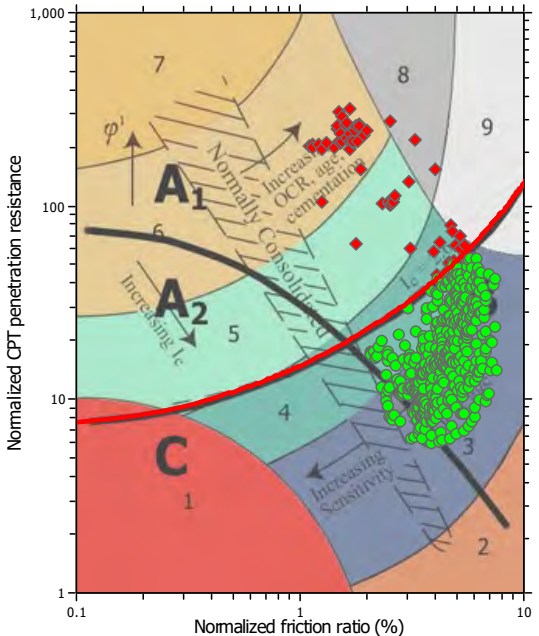 1,000
7
8
9
φ'
Normally Consolidated
Increasing
OCR, age,
cementation
A1
100
6
A2
Increasing Ic
5
10
4
C
1
Increasing
Sensitivity
3
2
1
0.1
1
10
Normalized CPT penetration resistance
Normalized friction ratio (%)